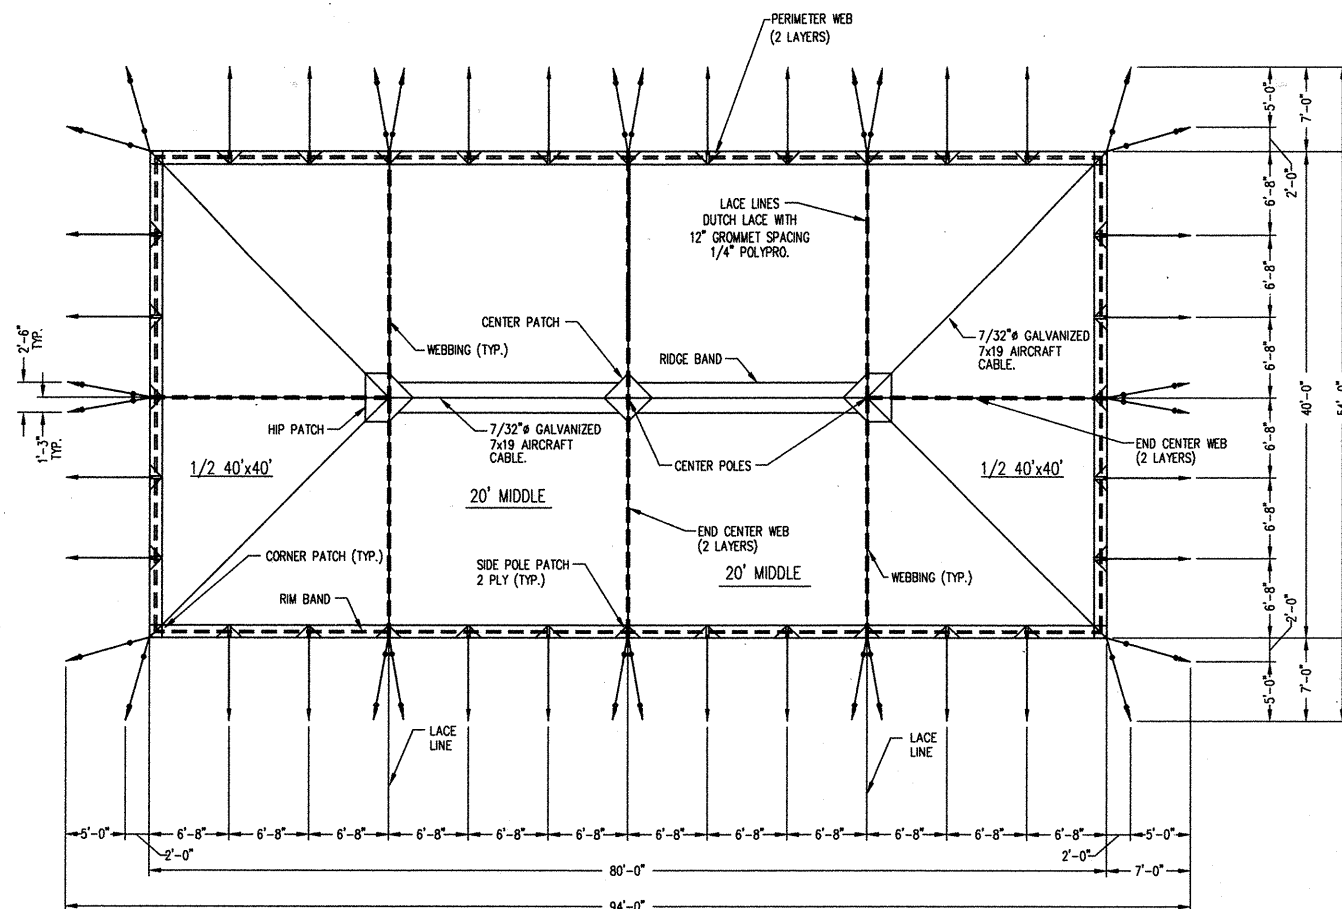 PERIMETER WEB
(2 LAYERS)
5'-0"
7'-0"
2'-0"
6'-8"
6'-8"
6'-8"
6'-8"
6'-8"
6'-8"
2'-0"
5'-0"
7'-0"
40'-0"
LACE LINES
DUTCH LACE WITH
12" GROMMET SPACING
1/4" POLYPRO.
2'-6"
TYP.
1'-3"
TYP.
CENTER PATCH
WEBBING (TYP.)
RIDGE BAND
7/32"ø GALVANIZED
7x19 AIRCRAFT
CABLE.
HIP PATCH
7/32"ø GALVANIZED
7x19 AIRCRAFT
CABLE.
CENTER POLES
END CENTER WEB
(2 LAYERS)
1/2 40'x40'
20' MIDDLE
1/2 40'x40'
END CENTER WEB
(2 LAYERS)
CORNER PATCH (TYP.)
SIDE POLE PATCH
2 PLY (TYP.)
20' MIDDLE
WEBBING (TYP.)
RIM BAND
LACE
LINE
LACE
LINE
5'-0" 6'-8" 6'-8" 6'-8" 6'-8" 6'-8" 6'-8" 6'-8" 6'-8" 6'-8" 6'-8" 6'-8" 6'-8" 5'-0"
2'-0" 2'-0"
80'-0" 7'-0"
94'-0"